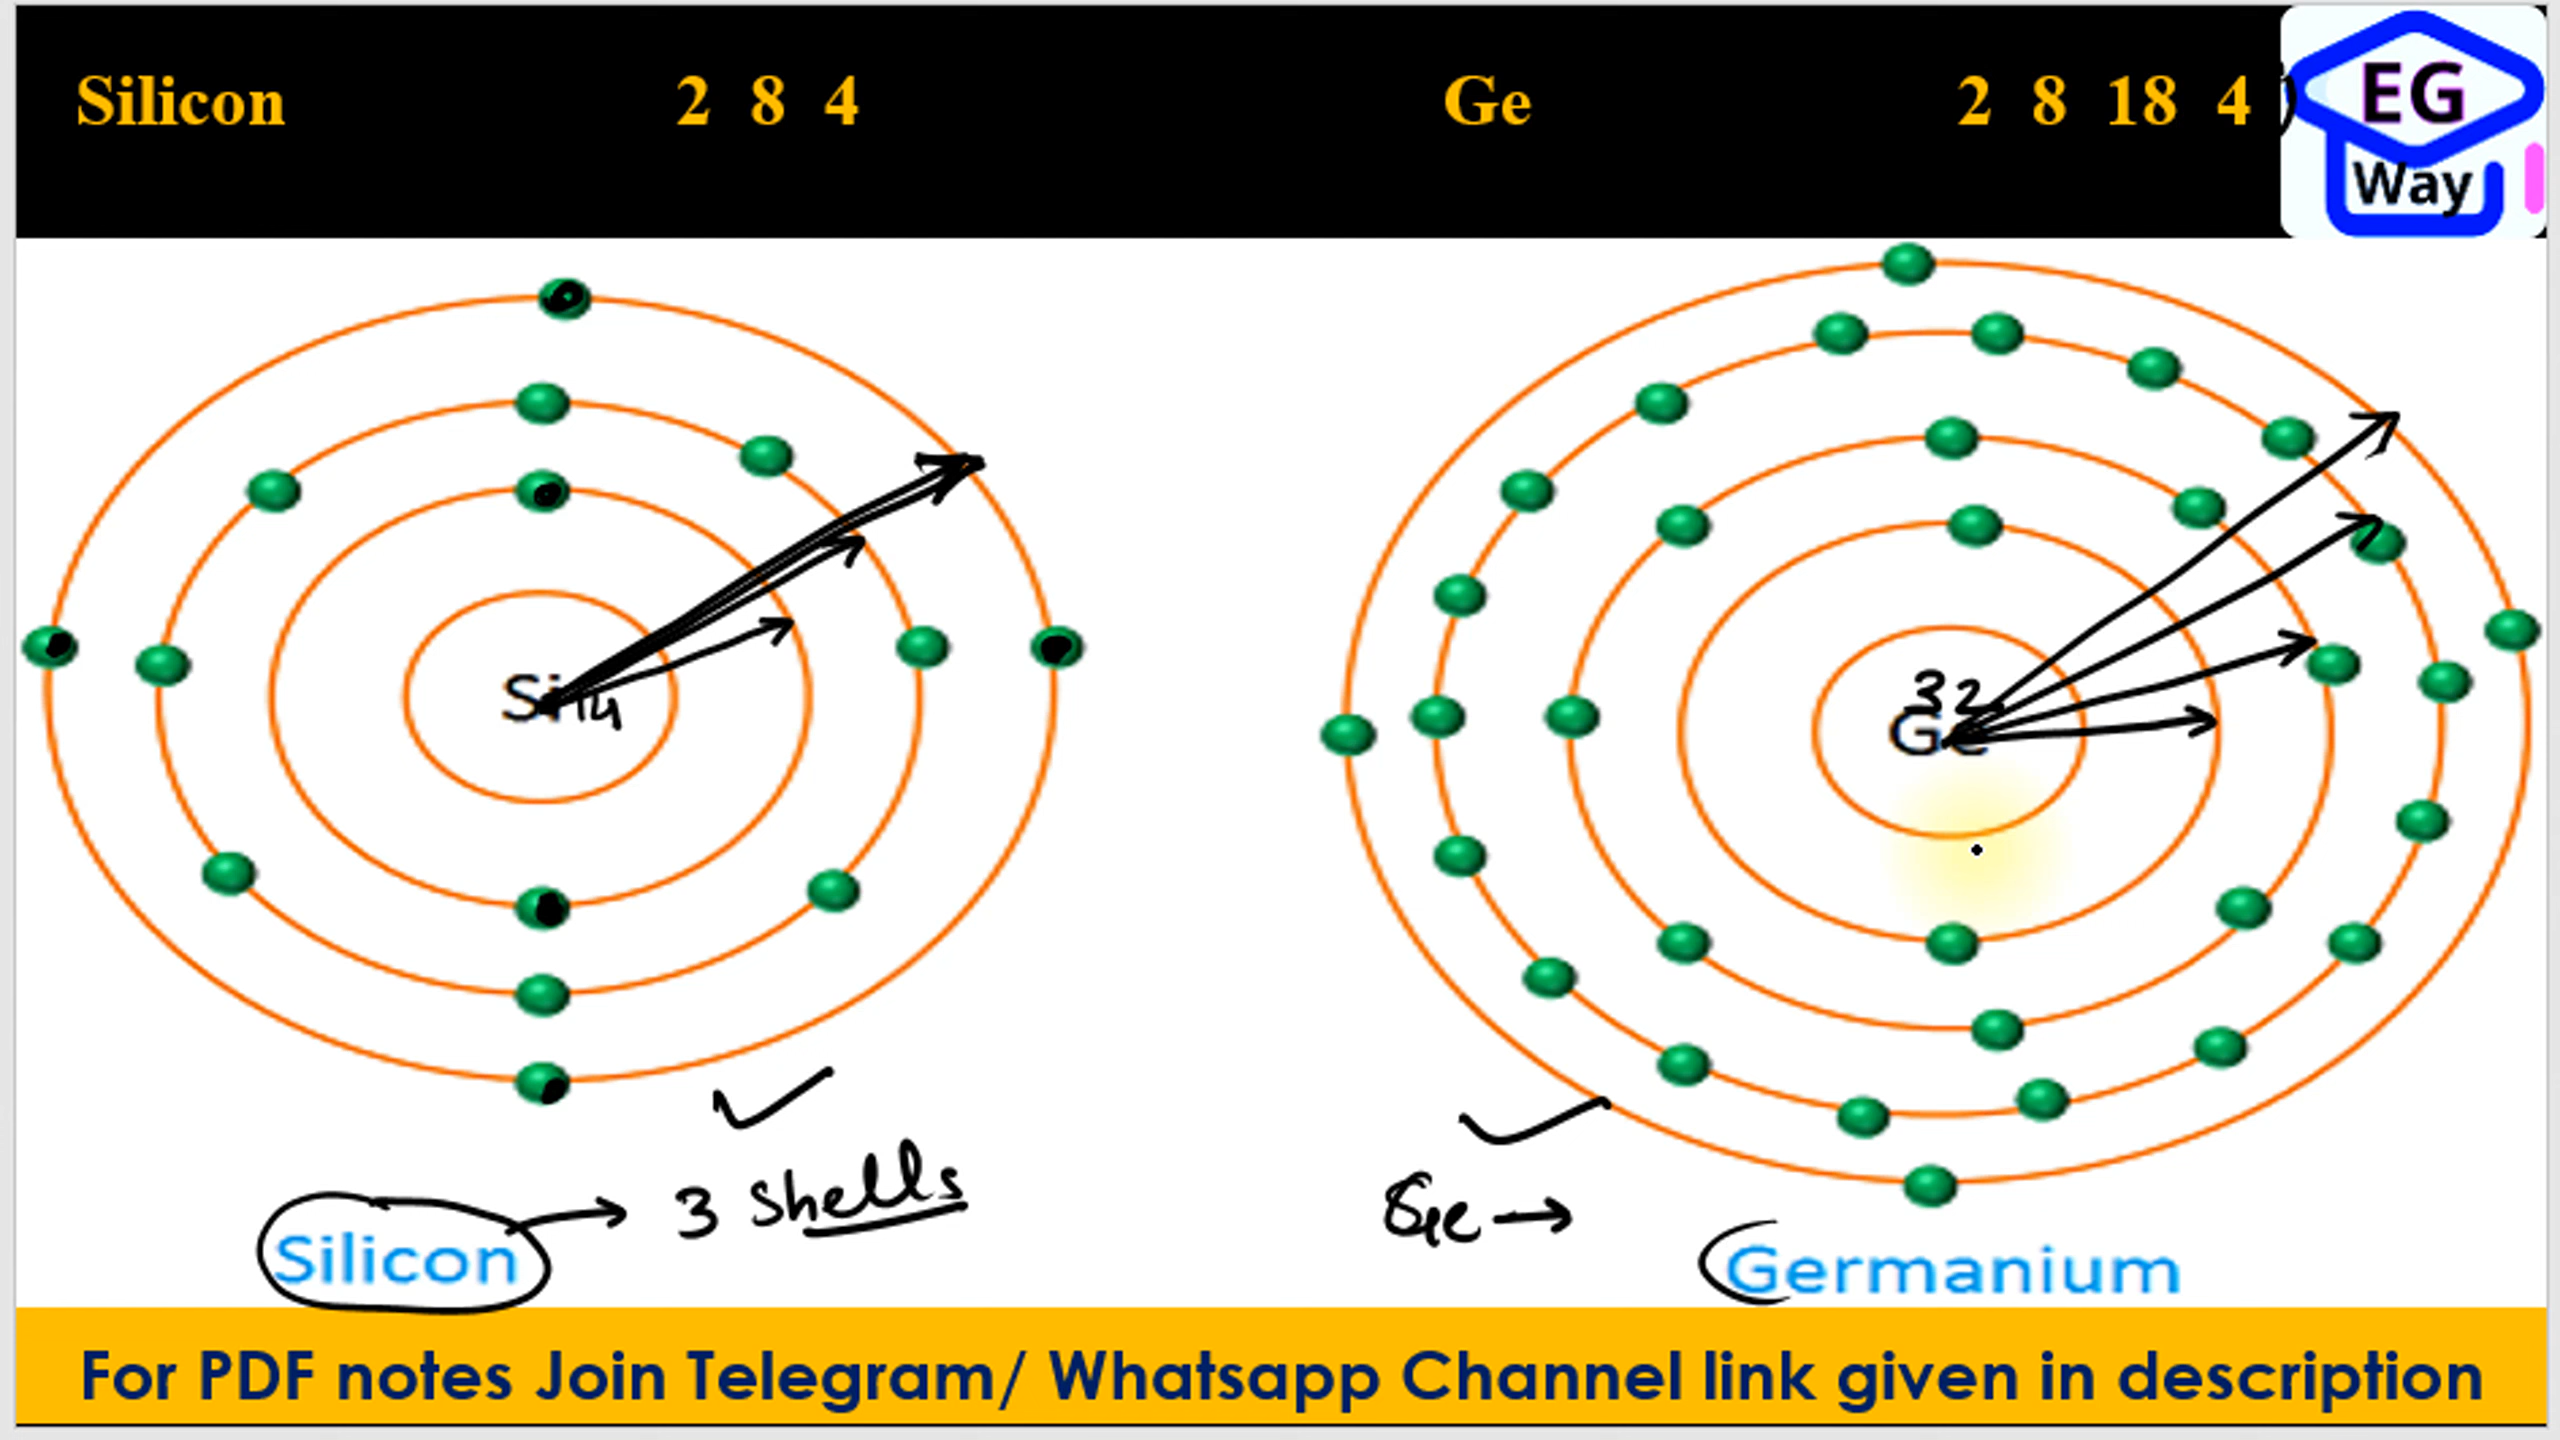 Silicon 2 8 4 Ge 2 8 18 4
EG
Way
Si 14
32
Ge
3 Shells
Ge
Silicon
Germanium
For PDF notes Join Telegram/ Whatsapp Channel link given in description